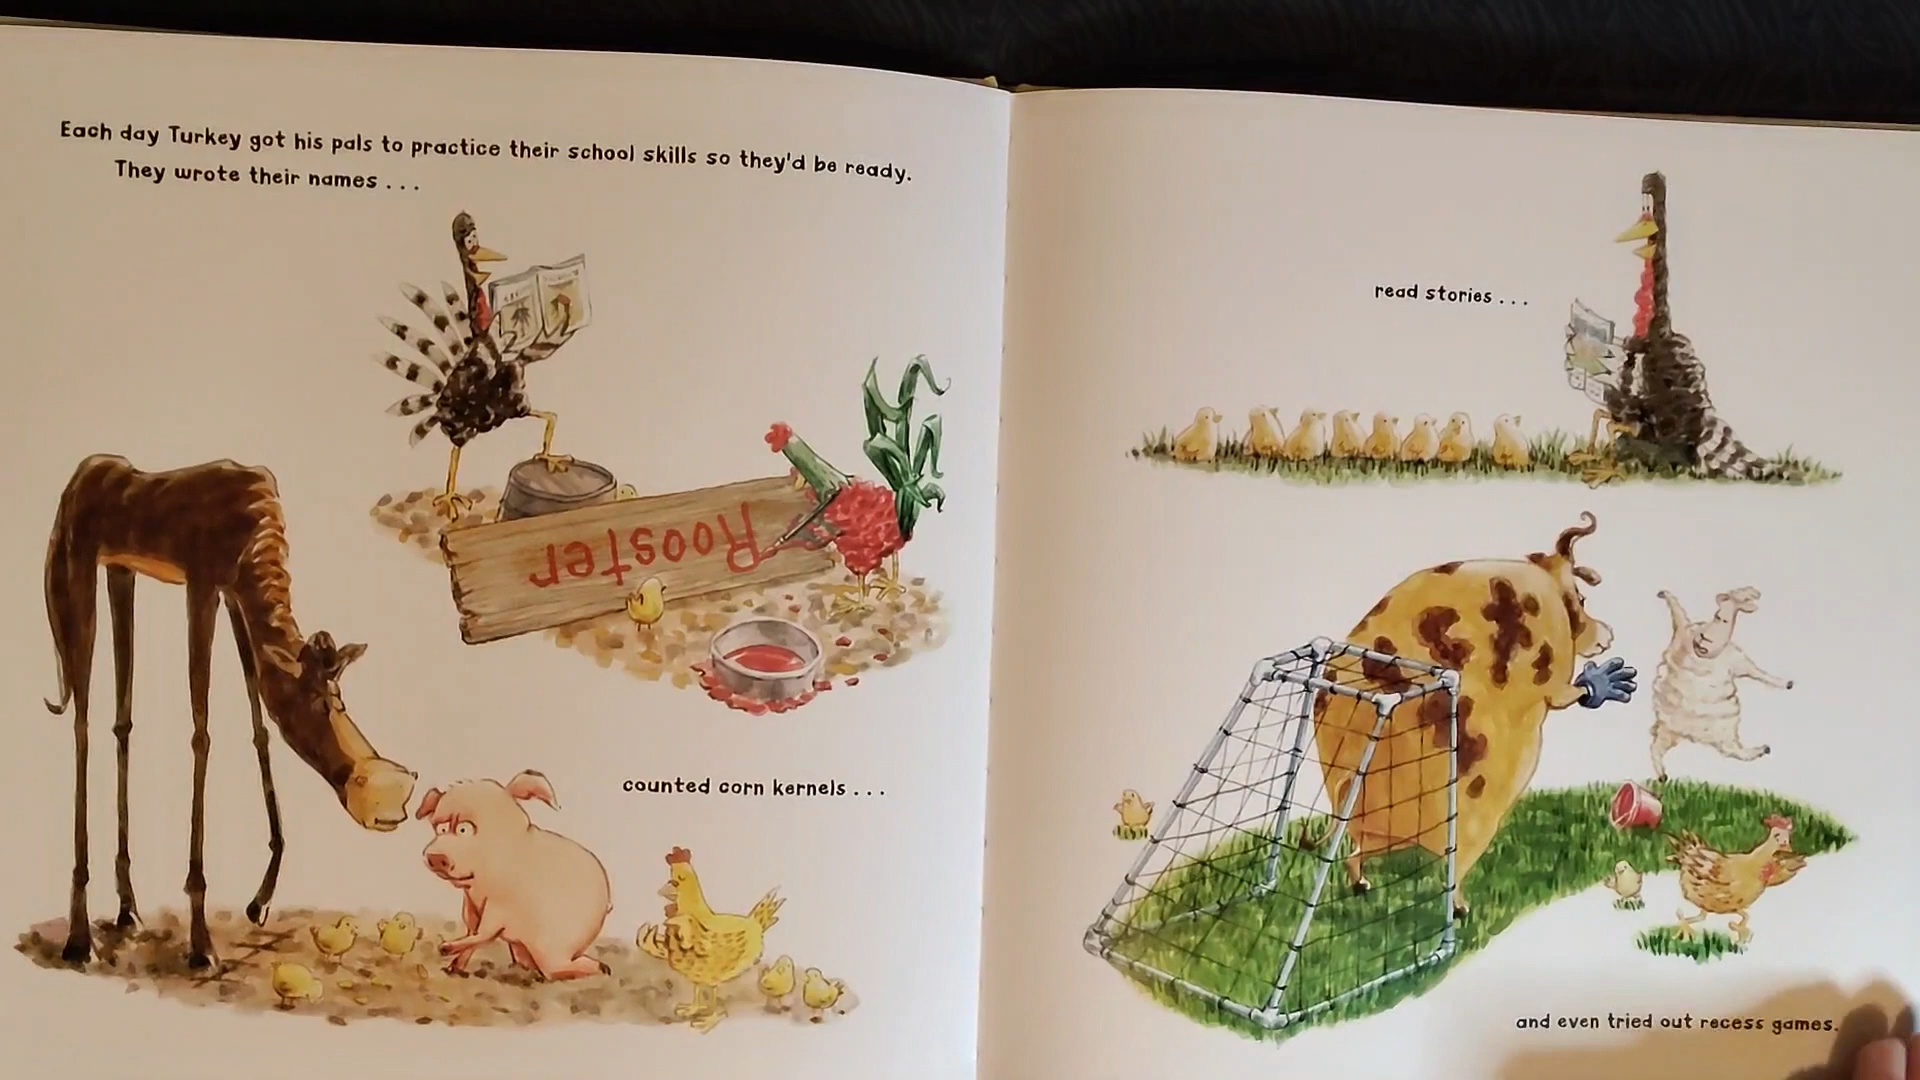 Each day Turkey got his pals to practice their school skills so they'd be ready.
They wrote their names . . .
Rooster
counted corn kernels . . .
read stories . . .
and even tried out recess games.